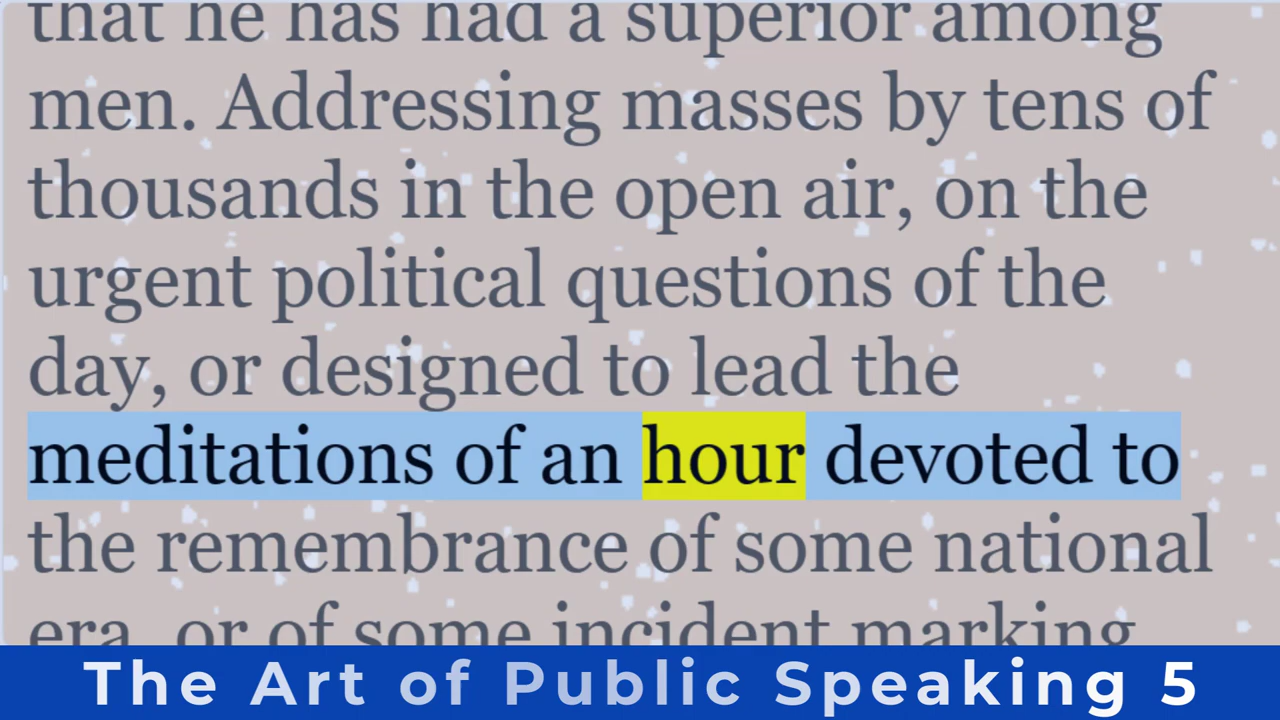 that he has had a superior among
men. Addressing masses by tens of
thousands in the open air, on the
urgent political questions of the
day, or designed to lead the
meditations of an hour devoted to
the remembrance of some national
era, or of some incident marking
The Art of Public Speaking 5